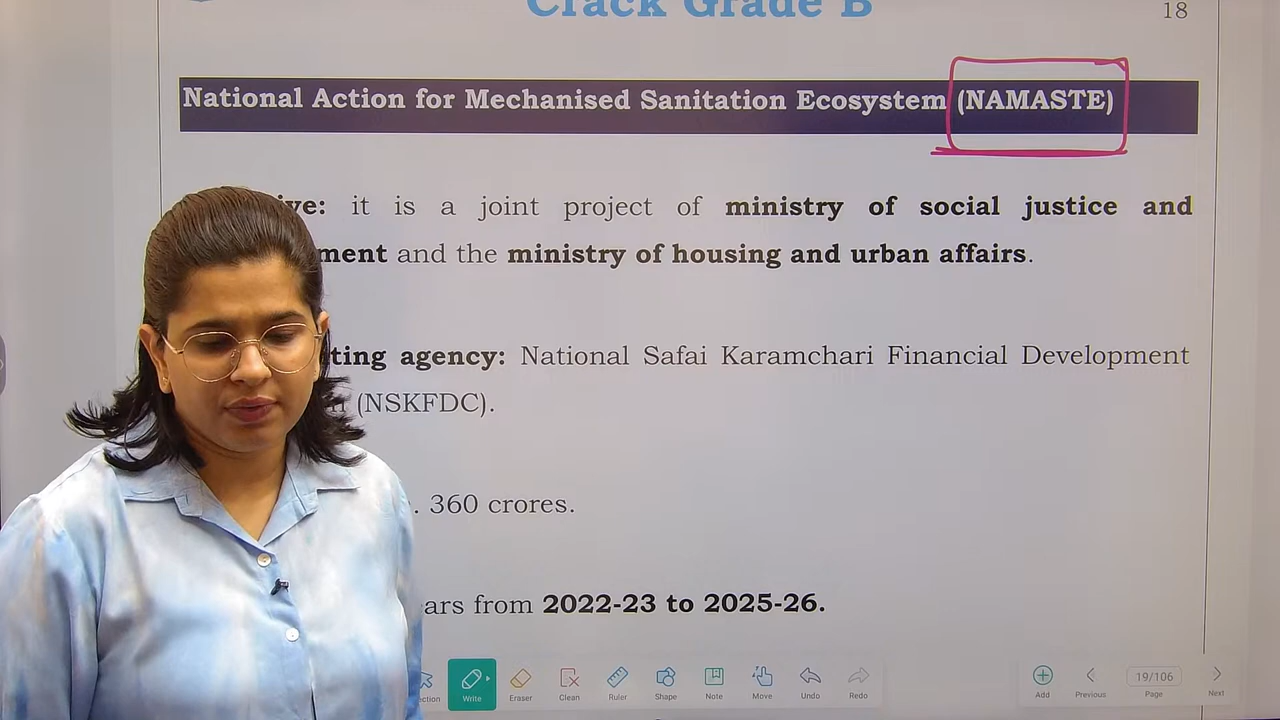 Crack Grade B
18
National Action for Mechanised Sanitation Ecosystem (NAMASTE)
it is a joint project of ministry of social justice and
and the ministry of housing and urban affairs.
agency: National Safai Karamchari Financial Development
(NSKFDC).
360 crores.
from 2022-23 to 2025-26.
Write
Eraser
Clean
Ruler
Shape
Note
Move
Undo
Redo
Add
Previous
19/106
Page
Next